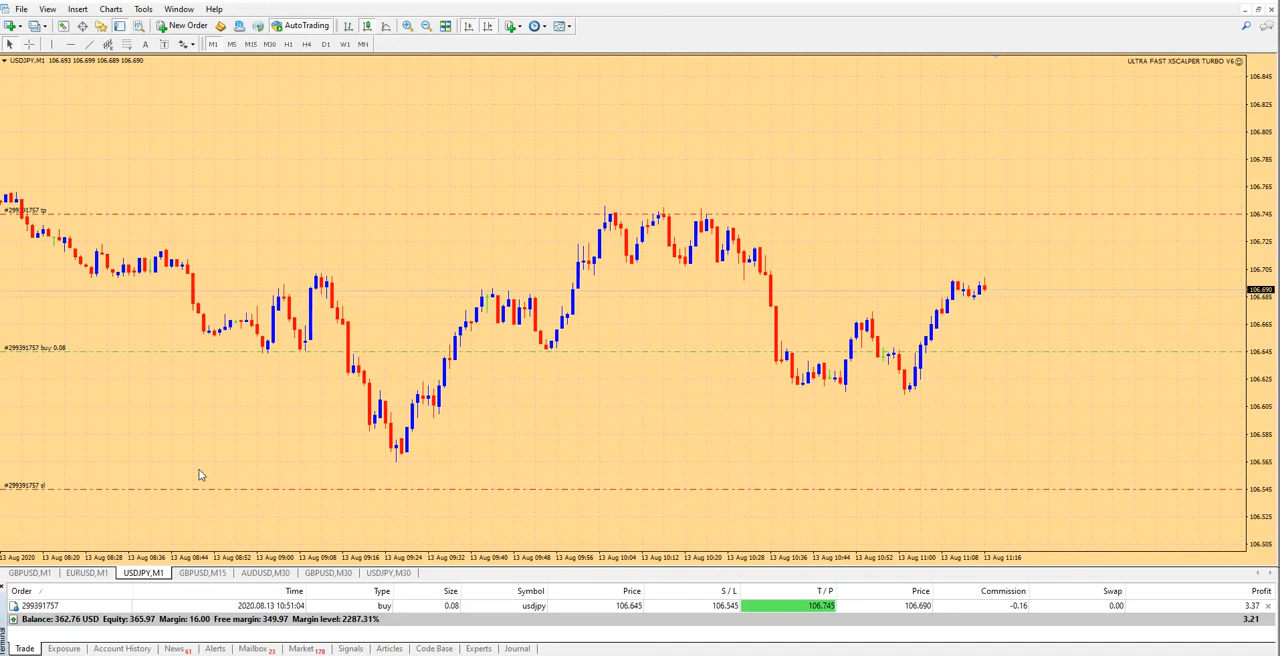 File View Insert Charts Tools Window Help
New Order AutoTrading
A T M1 M5 M15 M30 H1 H4 D1 W1 MN
USDJPY,M1 106.693 106.699 106.689 106.690
ULTRA FAST XSCALPER TURBO V6
106.845
106.825
106.805
106.785
106.765
#299391757 tp
106.745
106.725
106.705
106.690
106.685
106.665
#299391757 buy 0.08
106.645
106.625
106.605
106.585
106.565
#299391757 sl
106.545
106.525
106.505
13 Aug 2020 13 Aug 08:20 13 Aug 08:28 13 Aug 08:36 13 Aug 08:44 13 Aug 08:52 13 Aug 09:00 13 Aug 09:08 13 Aug 09:16 13 Aug 09:24 13 Aug 09:32 13 Aug 09:40 13 Aug 09:48 13 Aug 09:56 13 Aug 10:04 13 Aug 10:12 13 Aug 10:20 13 Aug 10:28 13 Aug 10:36 13 Aug 10:44 13 Aug 10:52 13 Aug 11:00 13 Aug 11:08 13 Aug 11:16
GBPUSD,M1 EURUSD,M1 USDJPY,M1 GBPUSD,M15 AUDUSD,M30 GBPUSD,M30 USDJPY,M30
Order Time Type Size Symbol Price S / L T / P Price Commission Swap Profit
299391757 2020.08.13 10:51:04 buy 0.08 usdjpy 106.645 106.545 106.745 106.690 -0.16 0.00 3.37
Balance: 362.76 USD Equity: 365.97 Margin: 16.00 Free margin: 349.97 Margin level: 2287.31% 3.21
Terminal
Trade Exposure Account History News 61 Alerts Mailbox 23 Market 178 Signals Articles Code Base Experts Journal